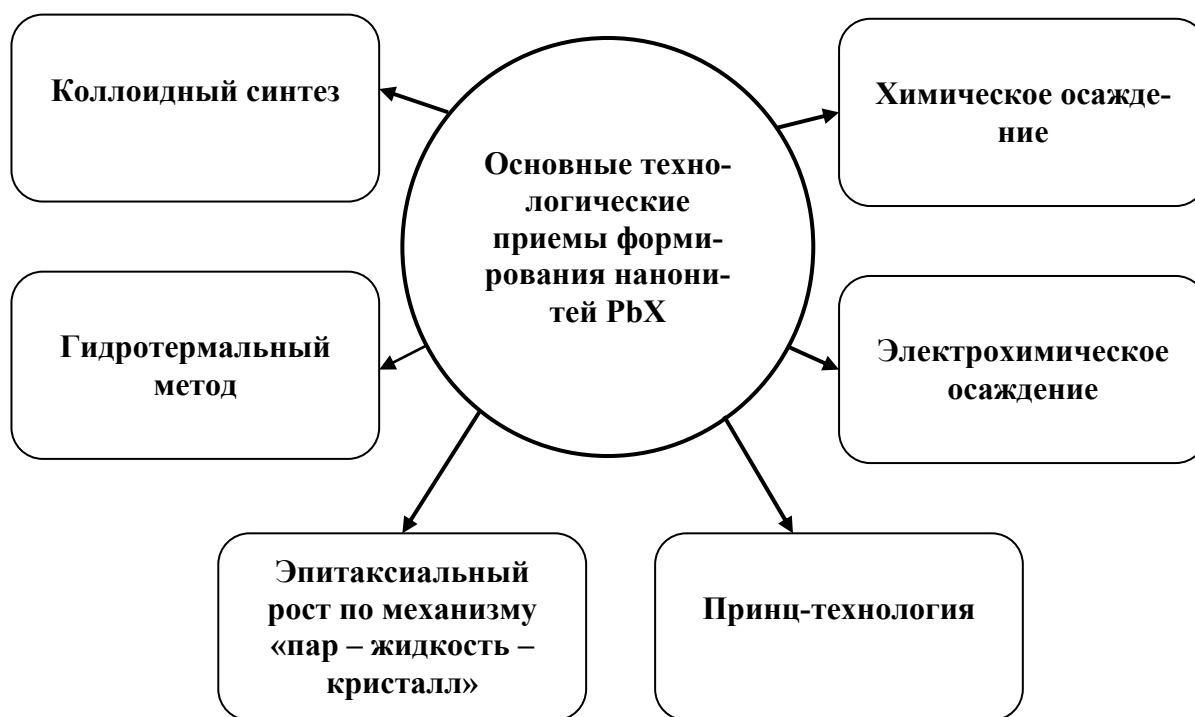 Коллоидный синтез
Химическое осажде-
ние
Основные техно-
логические
приемы форми-
рования нанони-
тей PbX
Гидротермальный
метод
Электрохимическое
осаждение
Эпитаксиальный
рост по механизму
«пар – жидкость –
кристалл»
Принц-технология